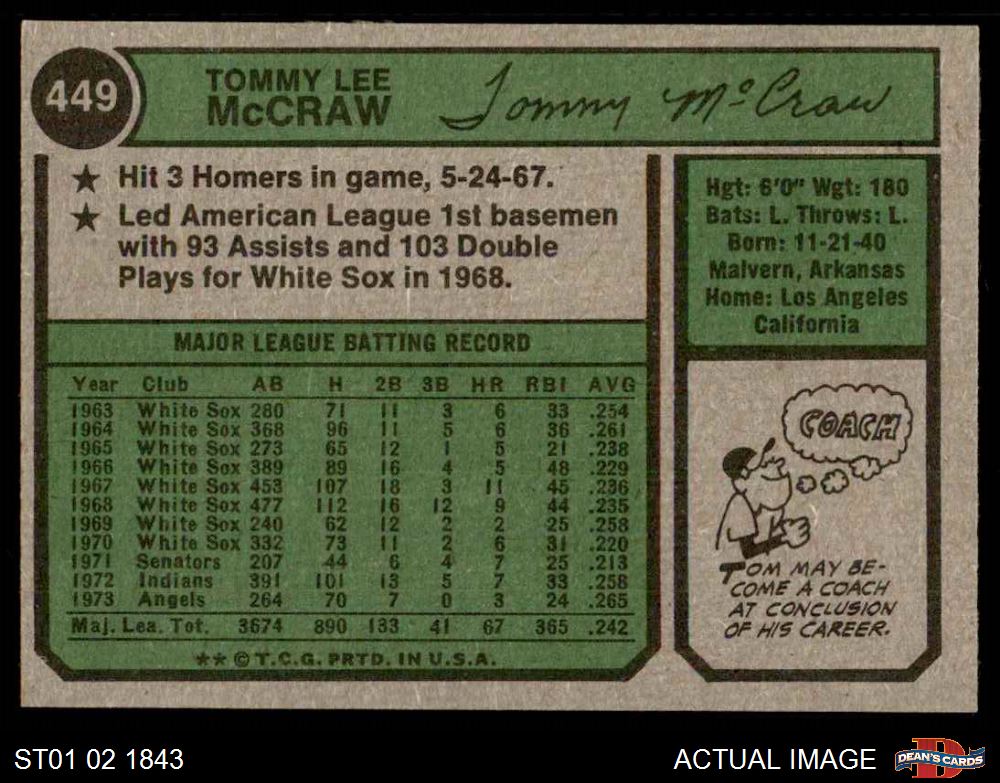 449
TOMMY LEE
McCRAW
Tommy McCraw
★ Hit 3 Homers in game, 5-24-67.
★ Led American League 1st basemen
with 93 Assists and 103 Double
Plays for White Sox in 1968.
Hgt: 6'0" Wgt: 180
Bats: L. Throws: L.
Born: 11-21-40
Malvern, Arkansas
Home: Los Angeles
California
MAJOR LEAGUE BATTING RECORD
Year Club AB H 2B 3B HR RBI AVG
1963 White Sox 280 71 11 3 6 33 .254
1964 White Sox 368 96 11 5 6 36 .261
1965 White Sox 273 65 12 1 5 21 .238
1966 White Sox 389 89 16 4 5 48 .229
1967 White Sox 453 107 18 3 11 45 .236
1968 White Sox 477 112 16 12 9 44 .235
1969 White Sox 240 62 12 2 2 25 .258
1970 White Sox 332 73 11 2 6 31 .220
1971 Senators 207 44 6 4 7 25 .213
1972 Indians 391 101 13 5 7 33 .258
1973 Angels 264 70 7 0 3 24 .265
Maj. Lea. Tot. 3674 890 133 41 67 365 .242
★★ © T.C.G. PRTD. IN U.S.A.
COACH
TOM MAY BE-
COME A COACH
AT CONCLUSION
OF HIS CAREER.
ST01 02 1843
ACTUAL IMAGE
D
DEAN'S CARDS